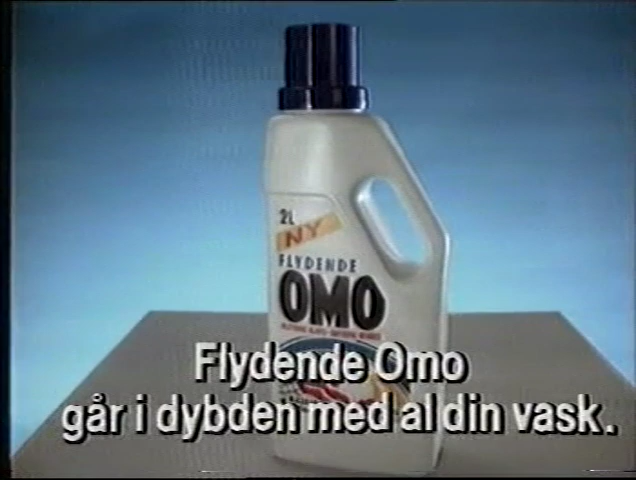 2L
NY
FLYDENDE
OMO
Flydende Omo
går i dybden med al din vask.